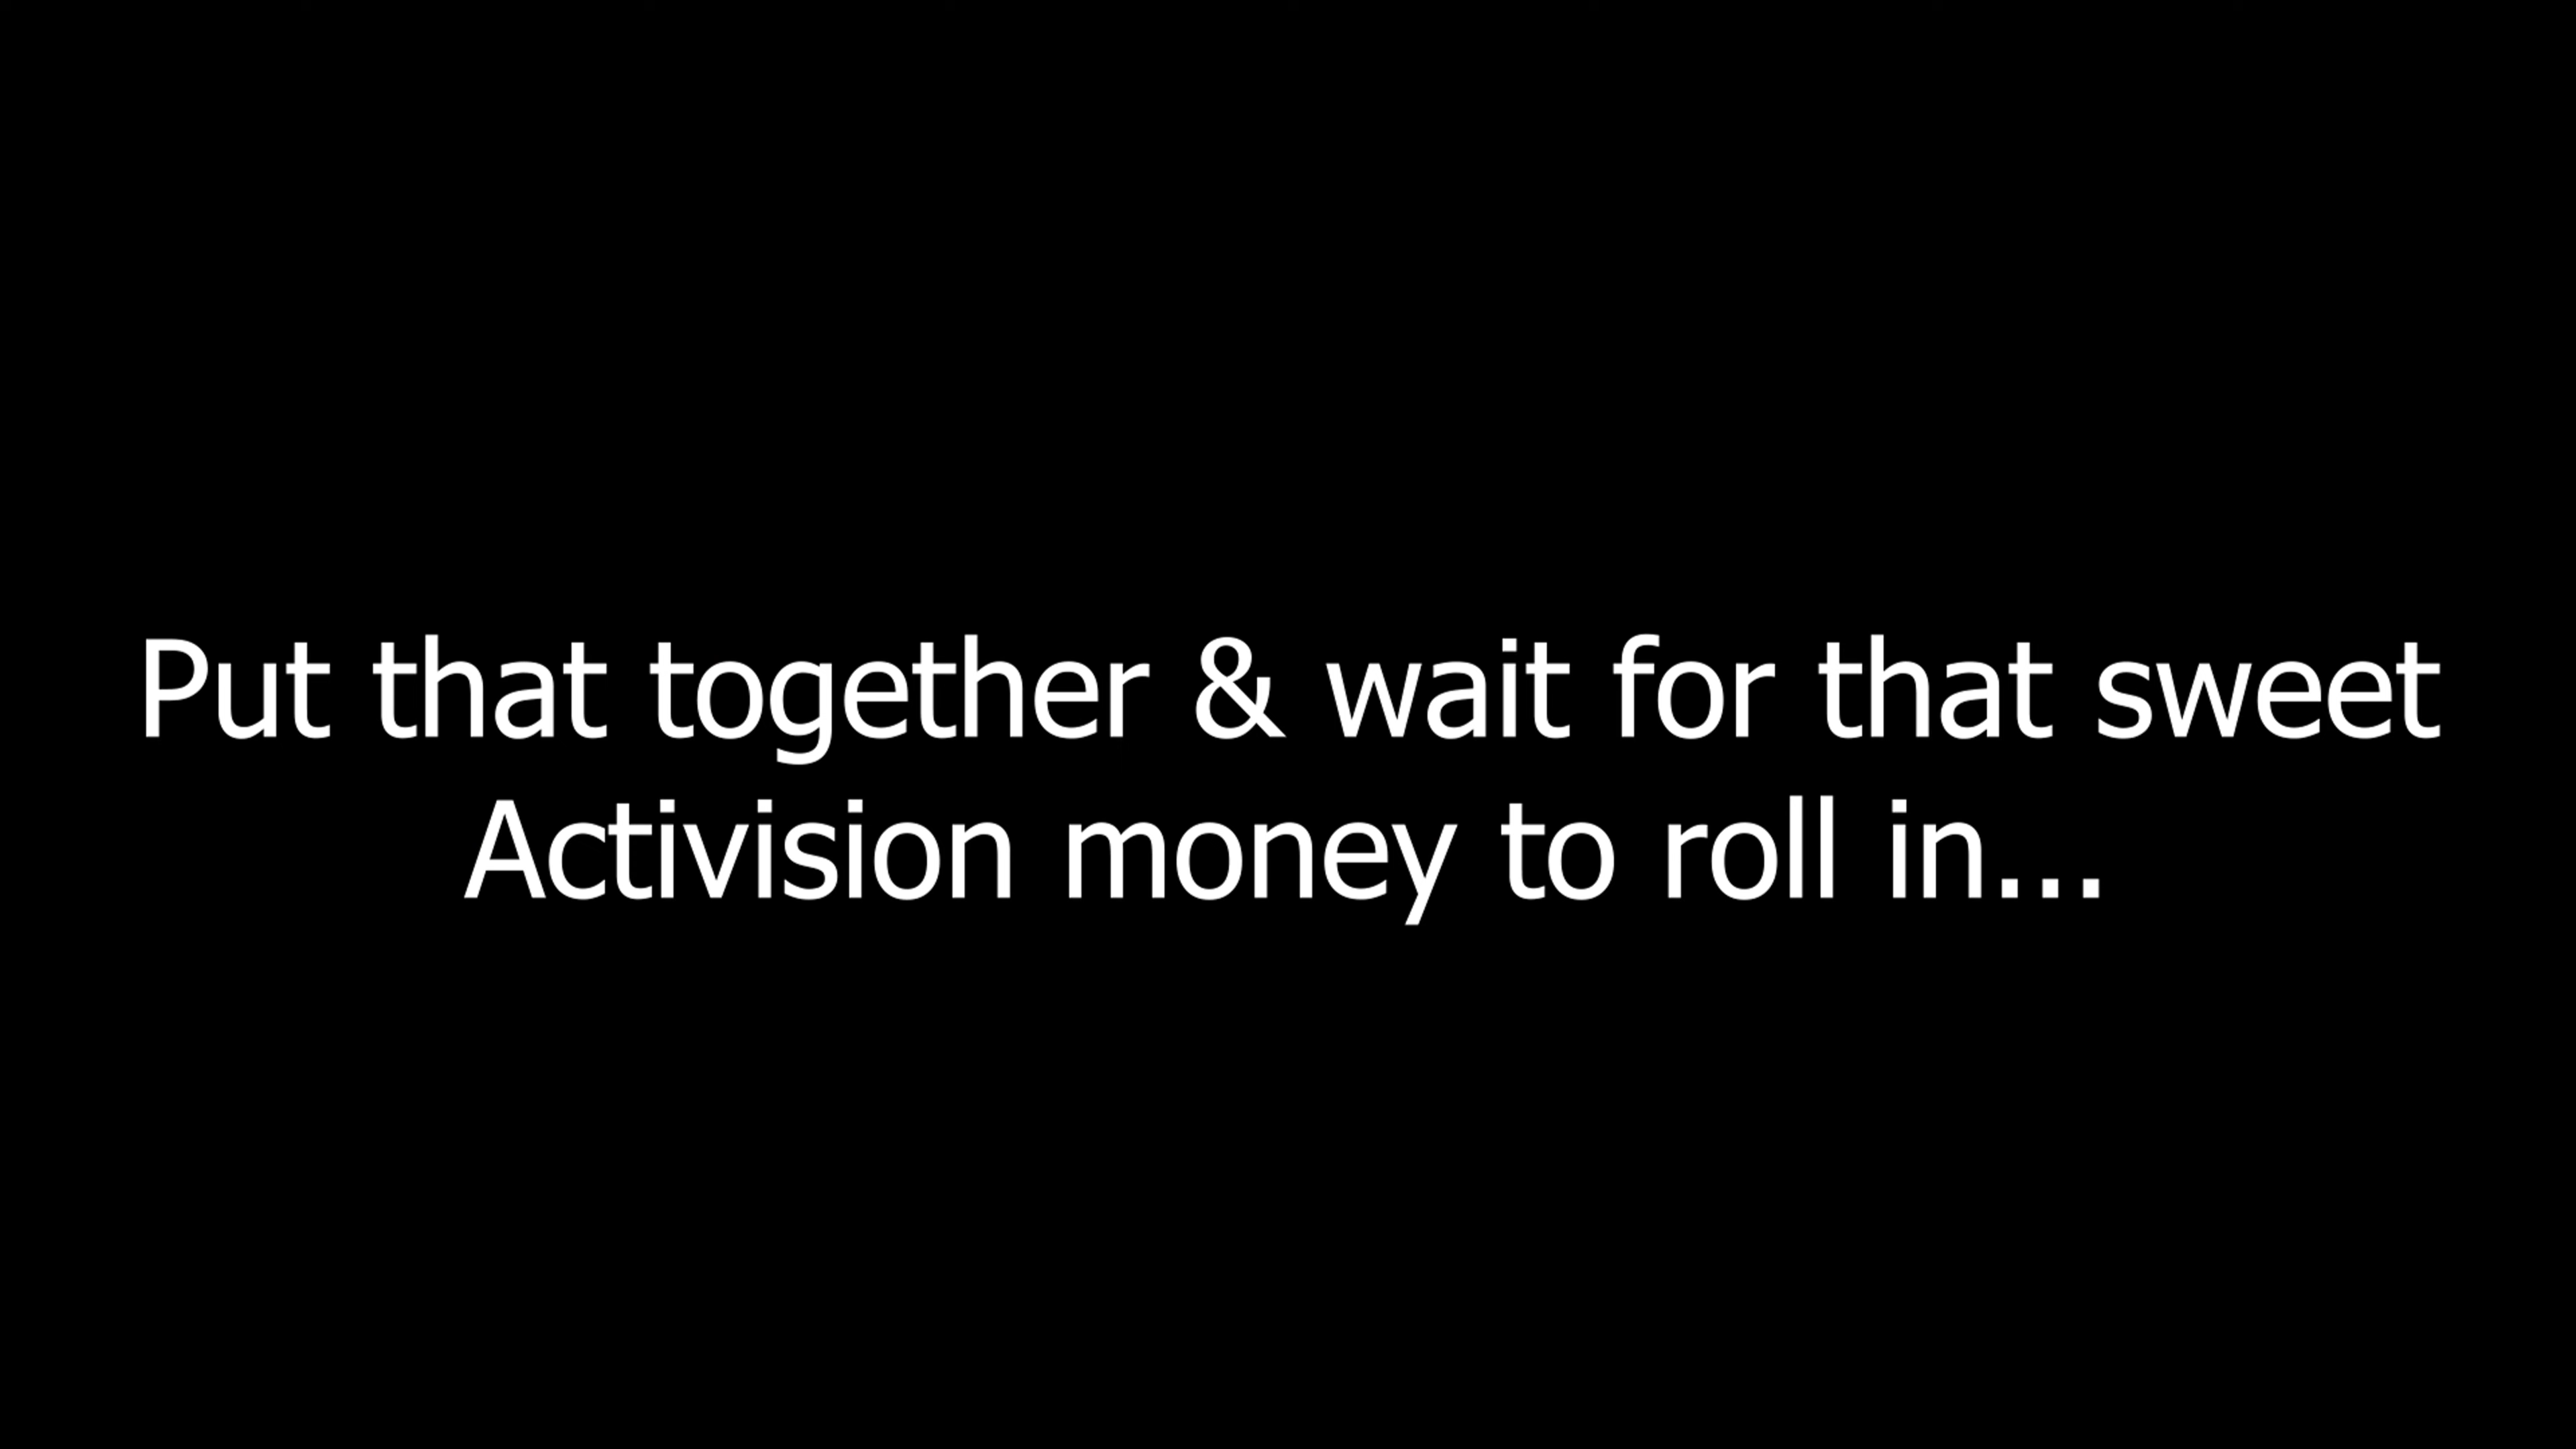 Put that together & wait for that sweet
Activision money to roll in...